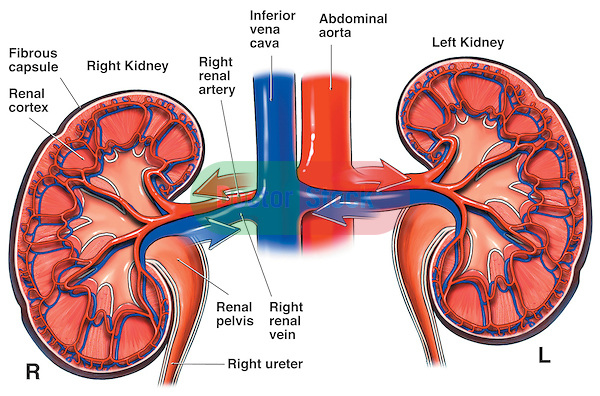 Inferior
vena
cava
Abdominal
aorta
Left Kidney
Fibrous
capsule
Right Kidney
Right
renal
artery
Renal
cortex
Renal
pelvis
Right
renal
vein
Right ureter
R
L